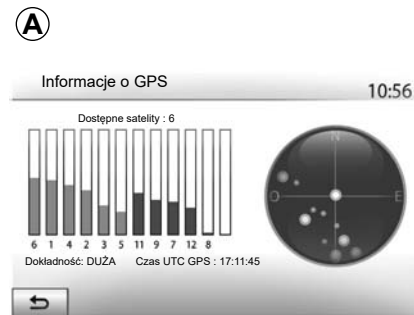 A
Informacje o GPS
10:56
Dostępne satelity : 6
N
O
E
6 1 4 2 3 5 11 9 7 12 8
Dokładność: DUŻA Czas UTC GPS : 17:11:45